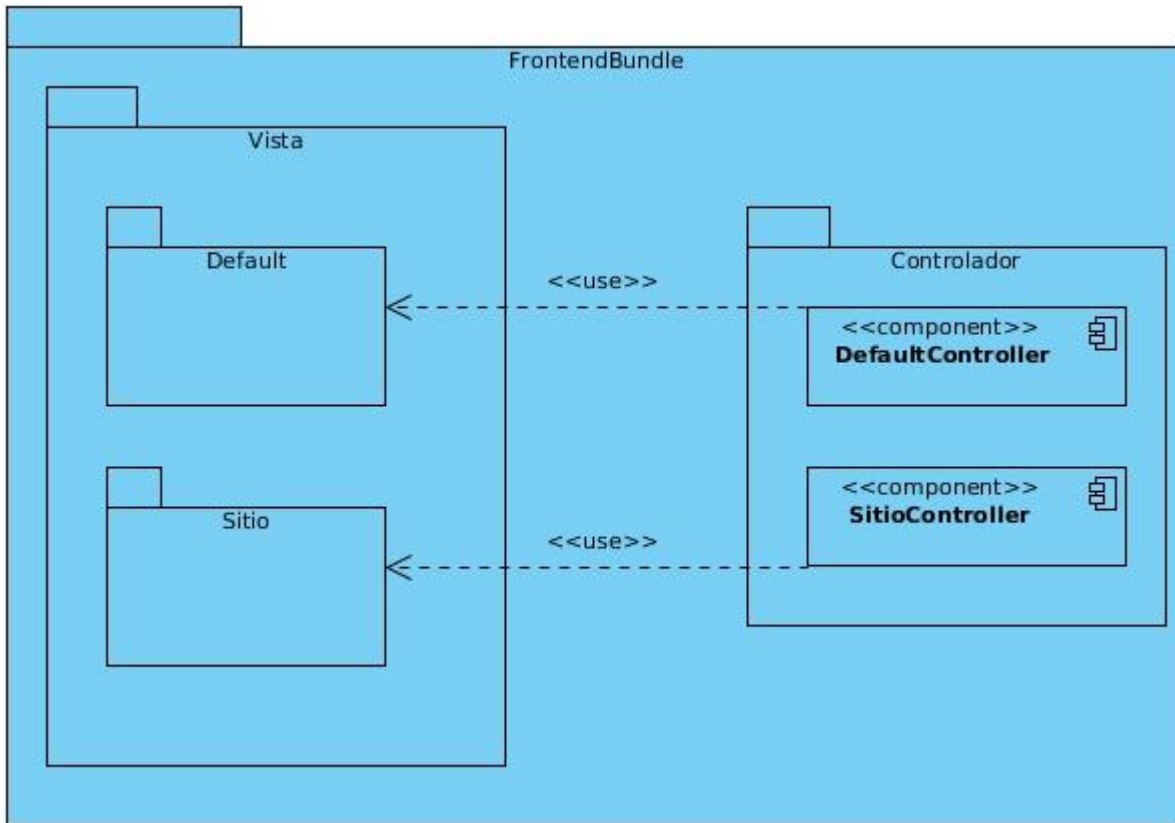 FrontendBundle
Vista
Default
<<use>>
Controlador
<<component>>
DefaultController
Sitio
<<use>>
<<component>>
SitioController